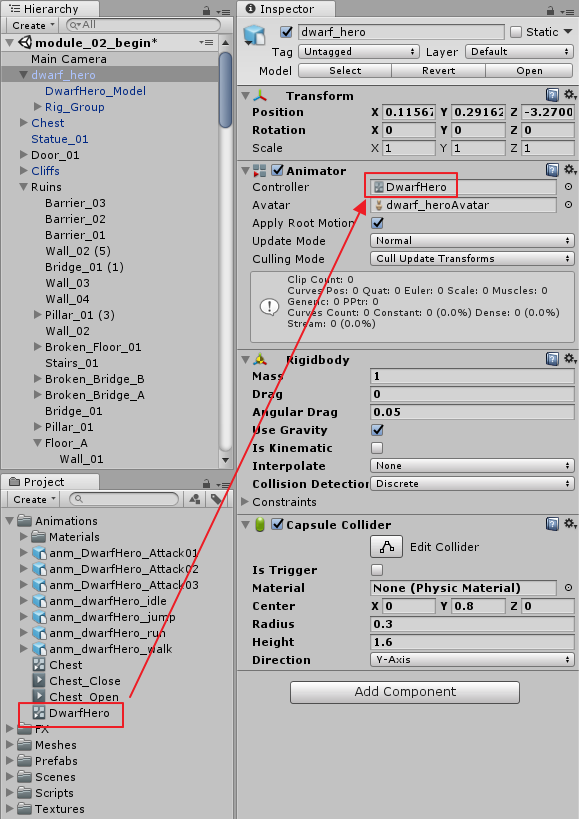 Hierarchy
Create
All
module_02_begin*
Main Camera
dwarf_hero
DwarfHero_Model
Rig_Group
Chest
Statue_01
Door_01
Cliffs
Ruins
Barrier_03
Barrier_02
Barrier_01
Wall_02 (5)
Bridge_01 (1)
Wall_03
Wall_04
Pillar_01 (3)
Wall_02
Broken_Floor_01
Stairs_01
Broken_Bridge_B
Broken_Bridge_A
Bridge_01
Pillar_01
Floor_A
Wall_01
Project
Create
Animations
Materials
anm_DwarfHero_Attack01
anm_DwarfHero_Attack02
anm_DwarfHero_Attack03
anm_dwarfHero_idle
anm_dwarfHero_jump
anm_dwarfHero_run
anm_dwarfHero_walk
Chest
Chest_Close
Chest_Open
DwarfHero
FX
Meshes
Prefabs
Scenes
Scripts
Textures
Inspector
dwarf_hero Static
Tag Untagged Layer Default
Model Select Revert Open
Transform
Position X 0.11567 Y 0.29162 Z -3.2700
Rotation X 0 Y 0 Z 0
Scale X 1 Y 1 Z 1
Animator
Controller DwarfHero
Avatar dwarf_heroAvatar
Apply Root Motion
Update Mode Normal
Culling Mode Cull Update Transforms
Clip Count: 0
Curves Pos: 0 Quat: 0 Euler: 0 Scale: 0 Muscles: 0
Generic: 0 PPtr: 0
Curves Count: 0 Constant: 0 (0.0%) Dense: 0 (0.0%)
Stream: 0 (0.0%)
Rigidbody
Mass 1
Drag 0
Angular Drag 0.05
Use Gravity
Is Kinematic
Interpolate None
Collision Detection Discrete
Constraints
Capsule Collider
Edit Collider
Is Trigger
Material None (Physic Material)
Center X 0 Y 0.8 Z 0
Radius 0.3
Height 1.6
Direction Y-Axis
Add Component